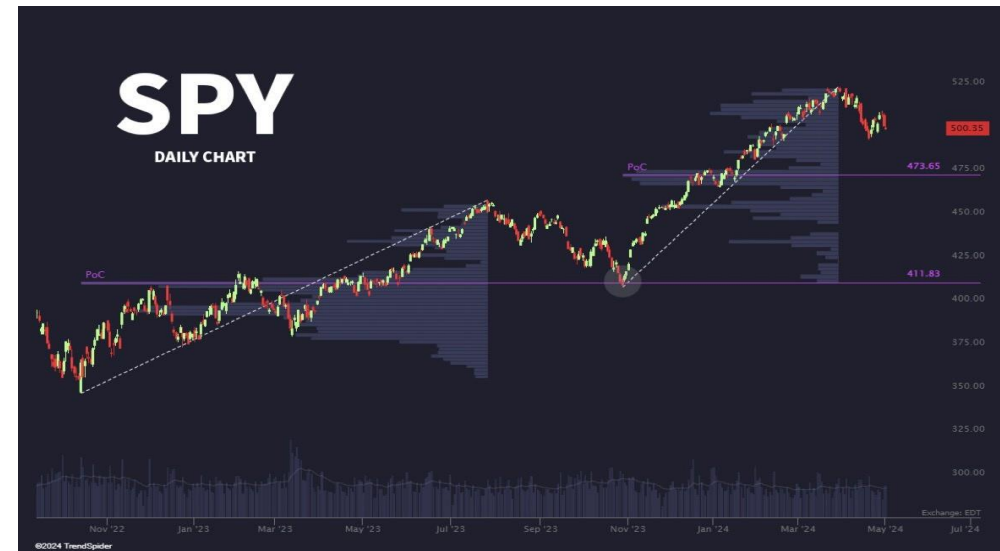 SPY
DAILY CHART
525.00
500.35
PoC
473.65
475.00
450.00
425.00
PoC
411.83
400.00
375.00
350.00
325.00
300.00
Exchange: EDT
Nov '22 Jan '23 Mar '23 May '23 Jul '23 Sep '23 Nov '23 Jan '24 Mar '24 May '24 Jul '24
©2024 TrendSpider